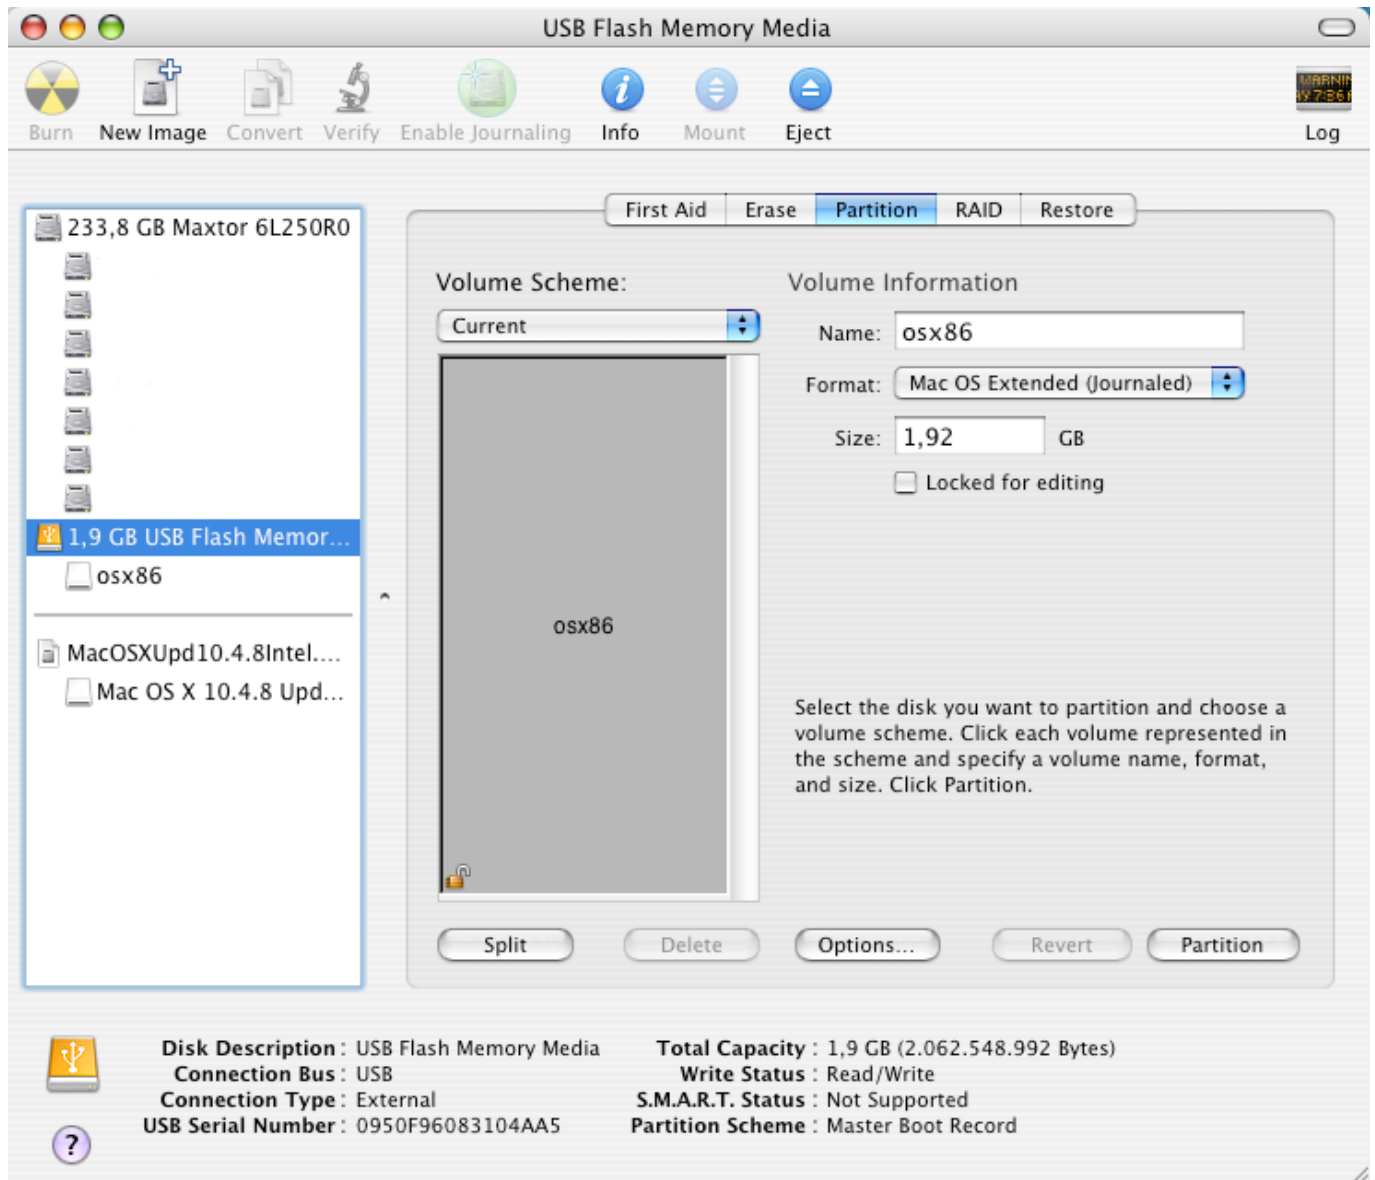 USB Flash Memory Media
Burn New Image Convert Verify Enable Journaling Info Mount Eject Log
First Aid Erase Partition RAID Restore
233,8 GB Maxtor 6L250R0
1,9 GB USB Flash Memor...
osx86
MacOSXUpd10.4.8Intel....
Mac OS X 10.4.8 Upd...
Volume Scheme:
Current
osx86
Volume Information
Name: osx86
Format: Mac OS Extended (Journaled)
Size: 1,92 GB
Locked for editing
Select the disk you want to partition and choose a
volume scheme. Click each volume represented in
the scheme and specify a volume name, format,
and size. Click Partition.
Split Delete Options... Revert Partition
Disk Description : USB Flash Memory Media
Connection Bus : USB
Connection Type : External
USB Serial Number : 0950F96083104AA5
Total Capacity : 1,9 GB (2.062.548.992 Bytes)
Write Status : Read/Write
S.M.A.R.T. Status : Not Supported
Partition Scheme : Master Boot Record
?